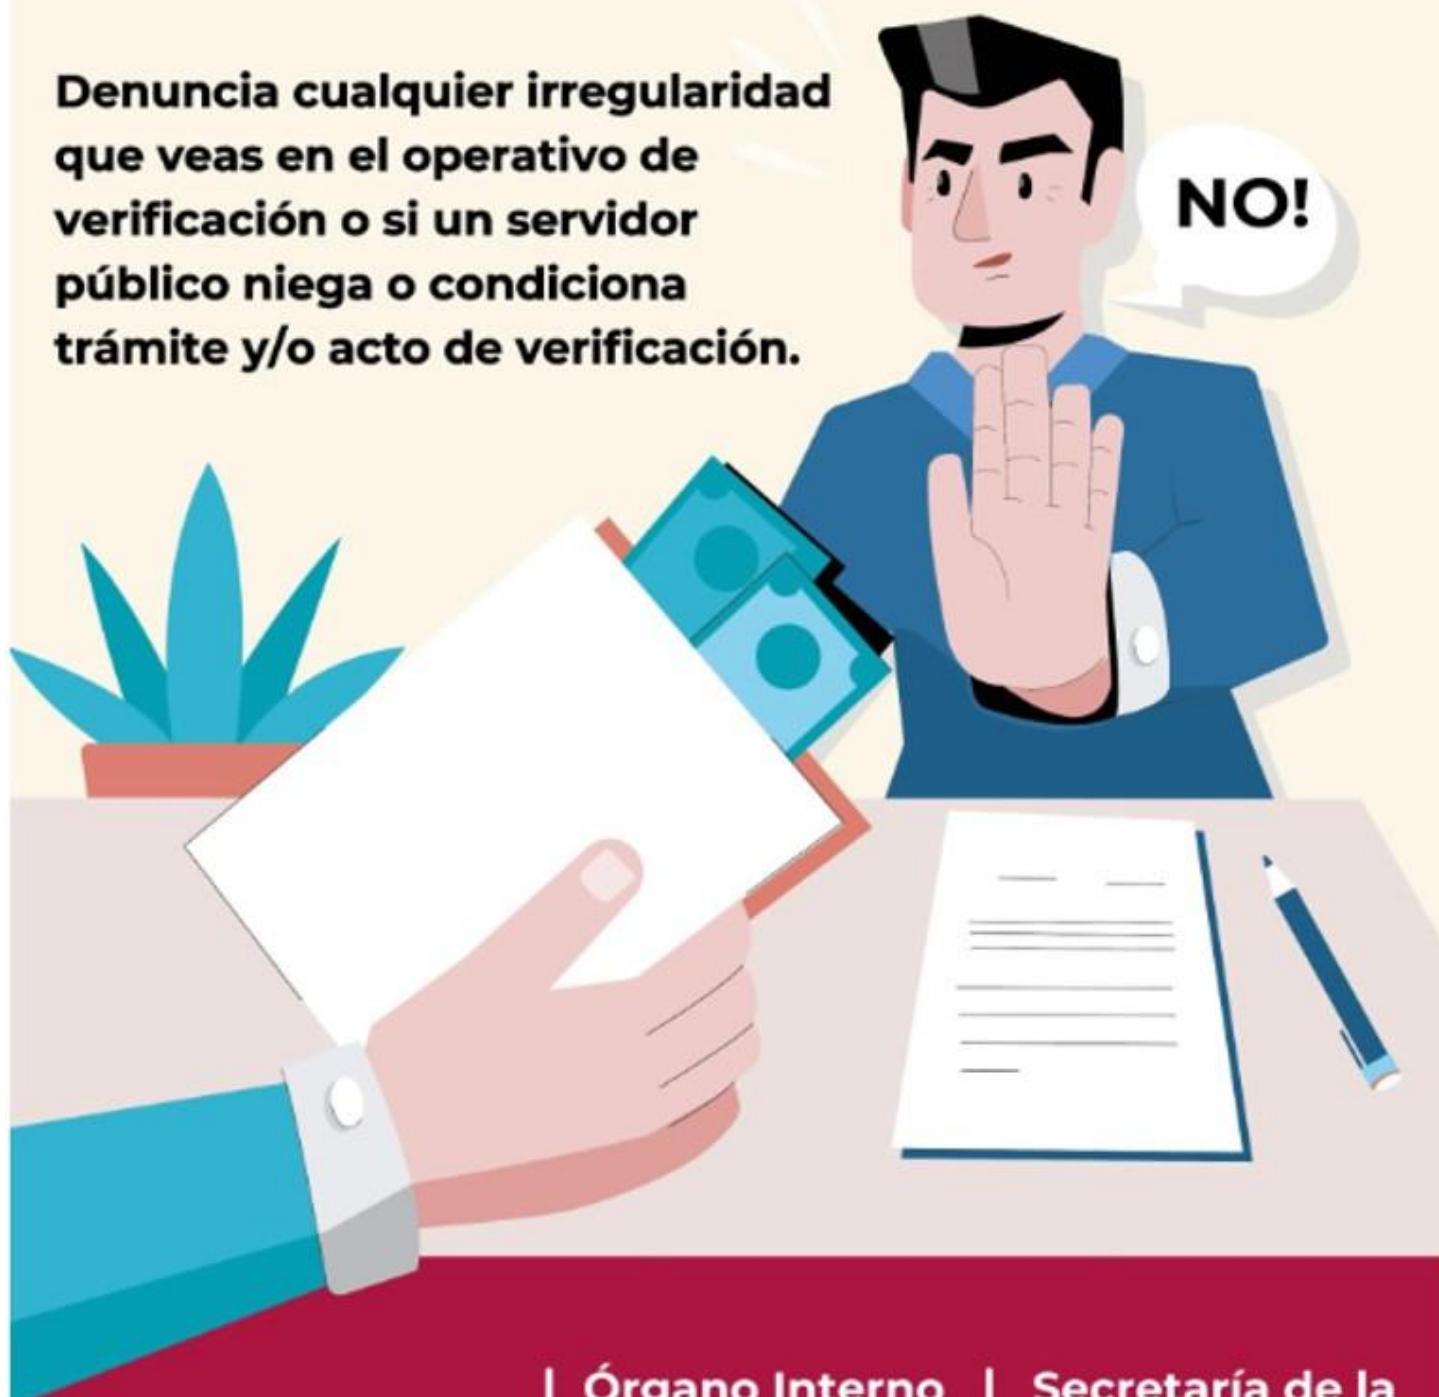 Denuncia cualquier irregularidad
que veas en el operativo de
verificación o si un servidor
público niega o condiciona
trámite y/o acto de verificación.
NO!
| Órgano Interno | Secretaría de la